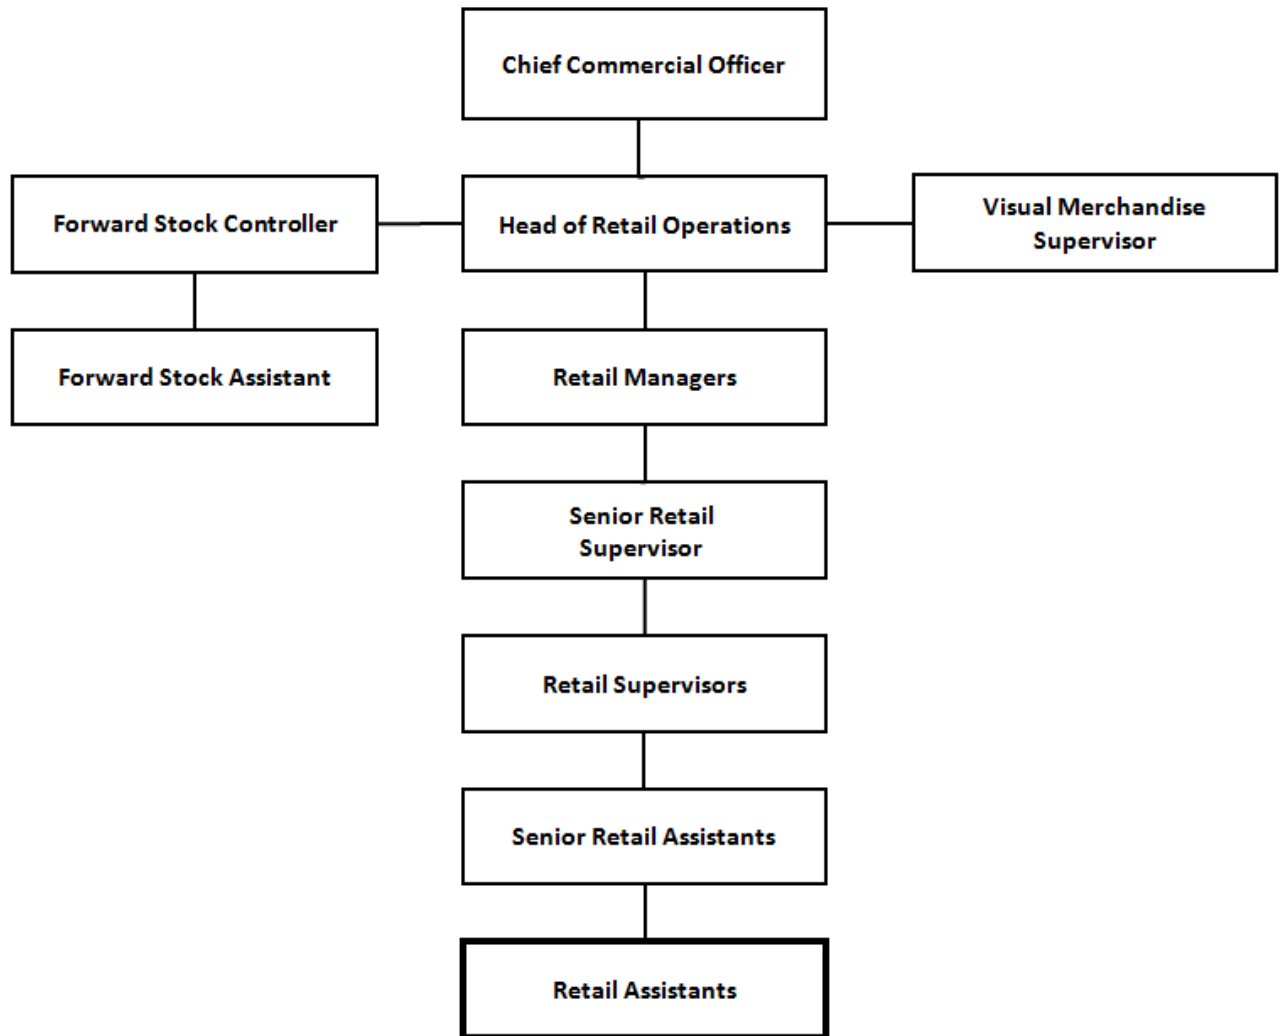 Chief Commercial Officer
Forward Stock Controller
Head of Retail Operations
Visual Merchandise
Supervisor
Forward Stock Assistant
Retail Managers
Senior Retail
Supervisor
Retail Supervisors
Senior Retail Assistants
Retail Assistants